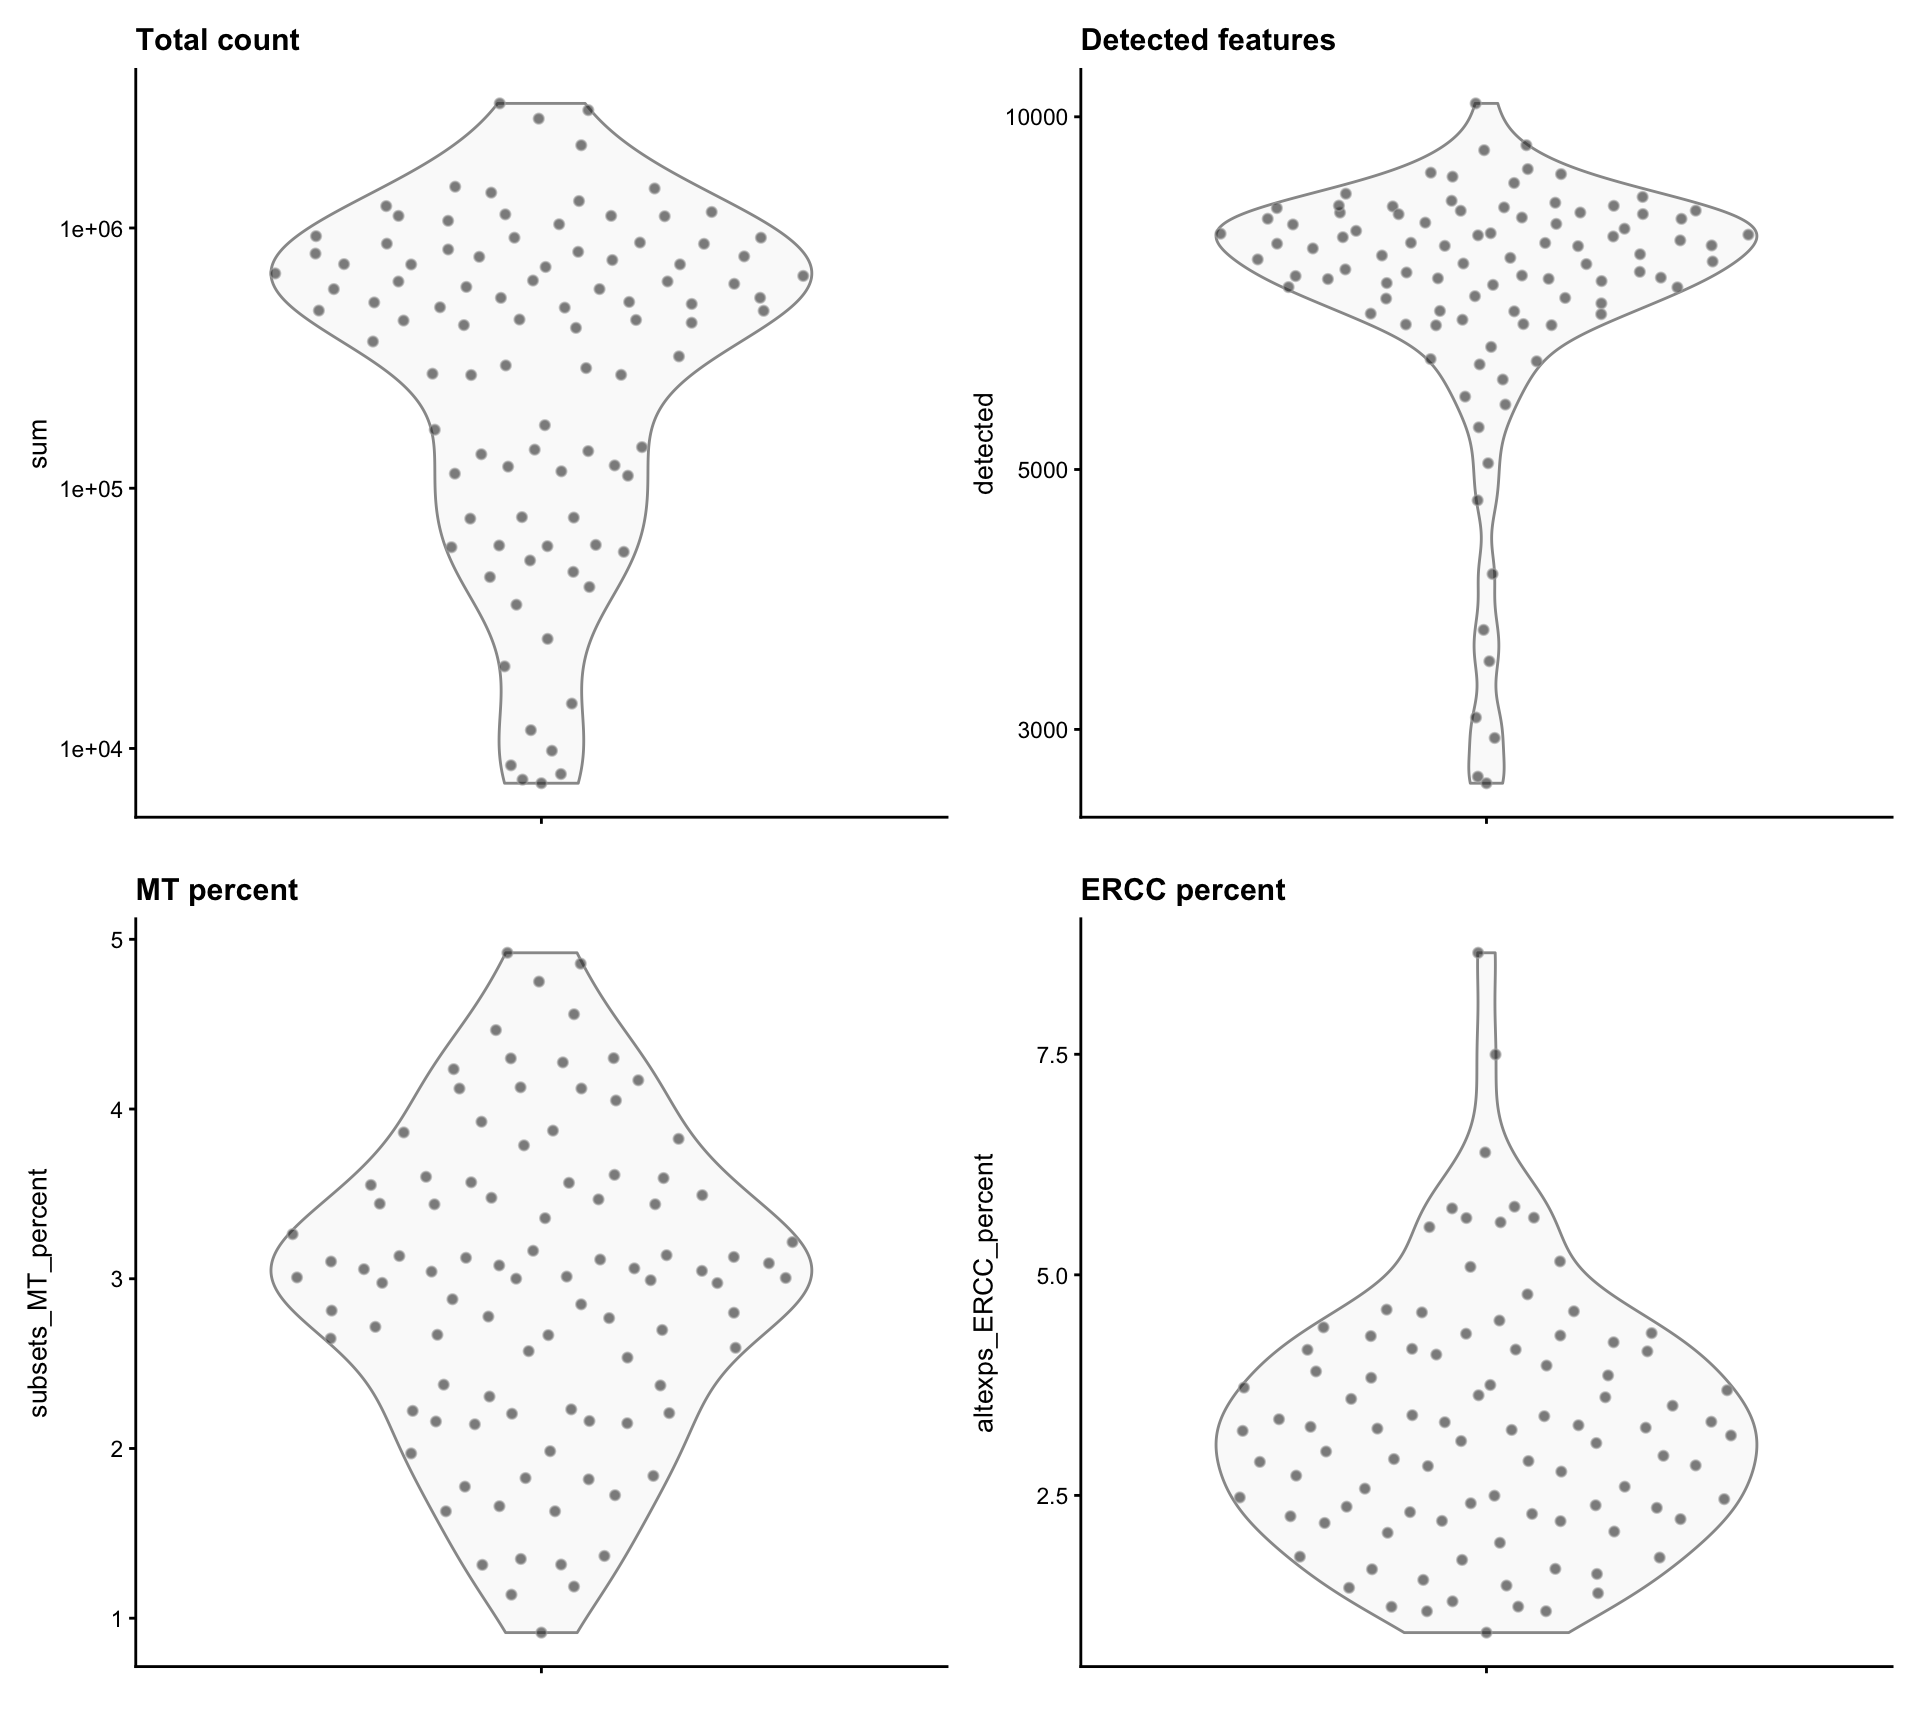 Total count
sum
1e+06
1e+05
1e+04
Detected features
detected
10000
5000
3000
MT percent
subsets_MT_percent
5
4
3
2
1
ERCC percent
altexps_ERCC_percent
7.5
5.0
2.5